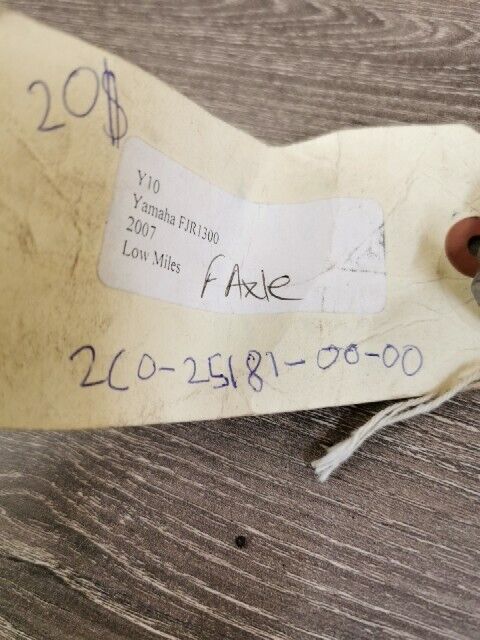 20$
Y10
Yamaha FJR1300
2007
Low Miles
F Axle
2C0-25181-00-00